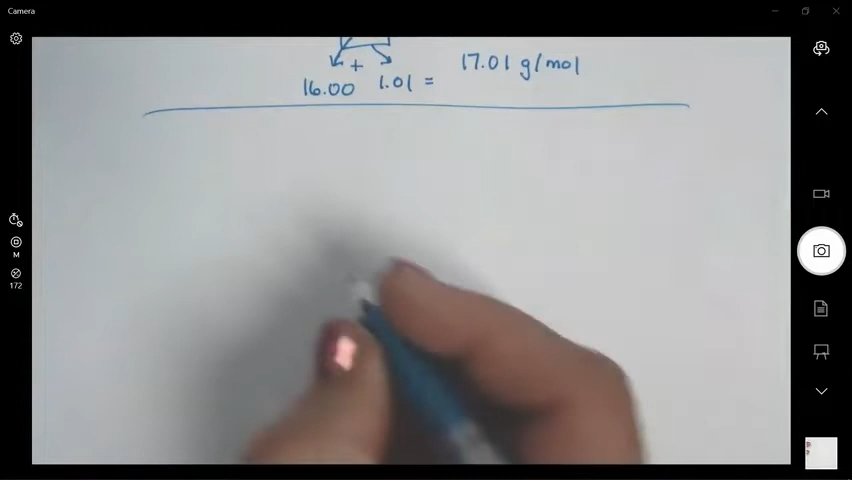 Camera
17.01 g/mol
+
16.00 1.01 =
M
172